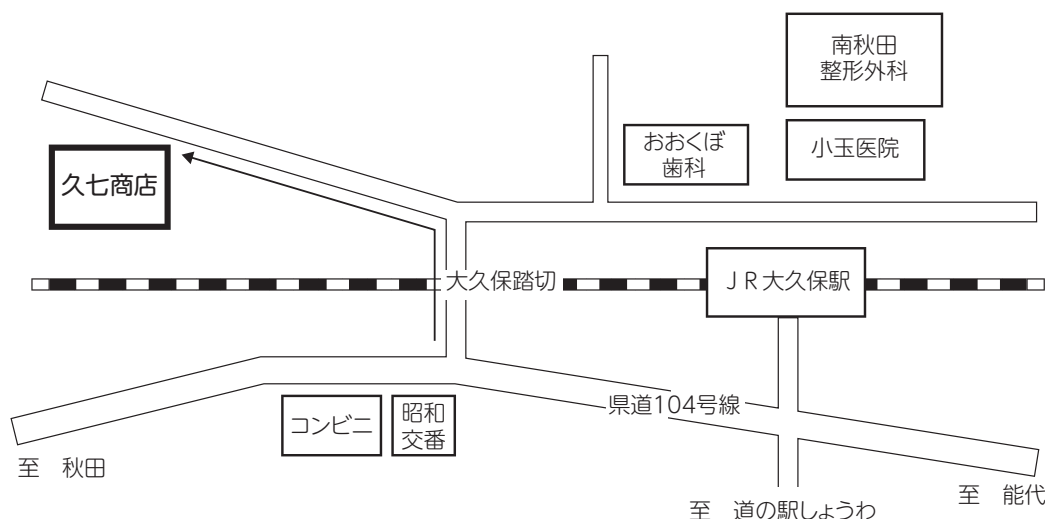 南秋田
整形外科
おおくぼ
歯科
小玉医院
久七商店
大久保踏切
ＪＲ大久保駅
県道104号線
コンビニ
昭和
交番
至　秋田
至　能代
至　道の駅しょうわ